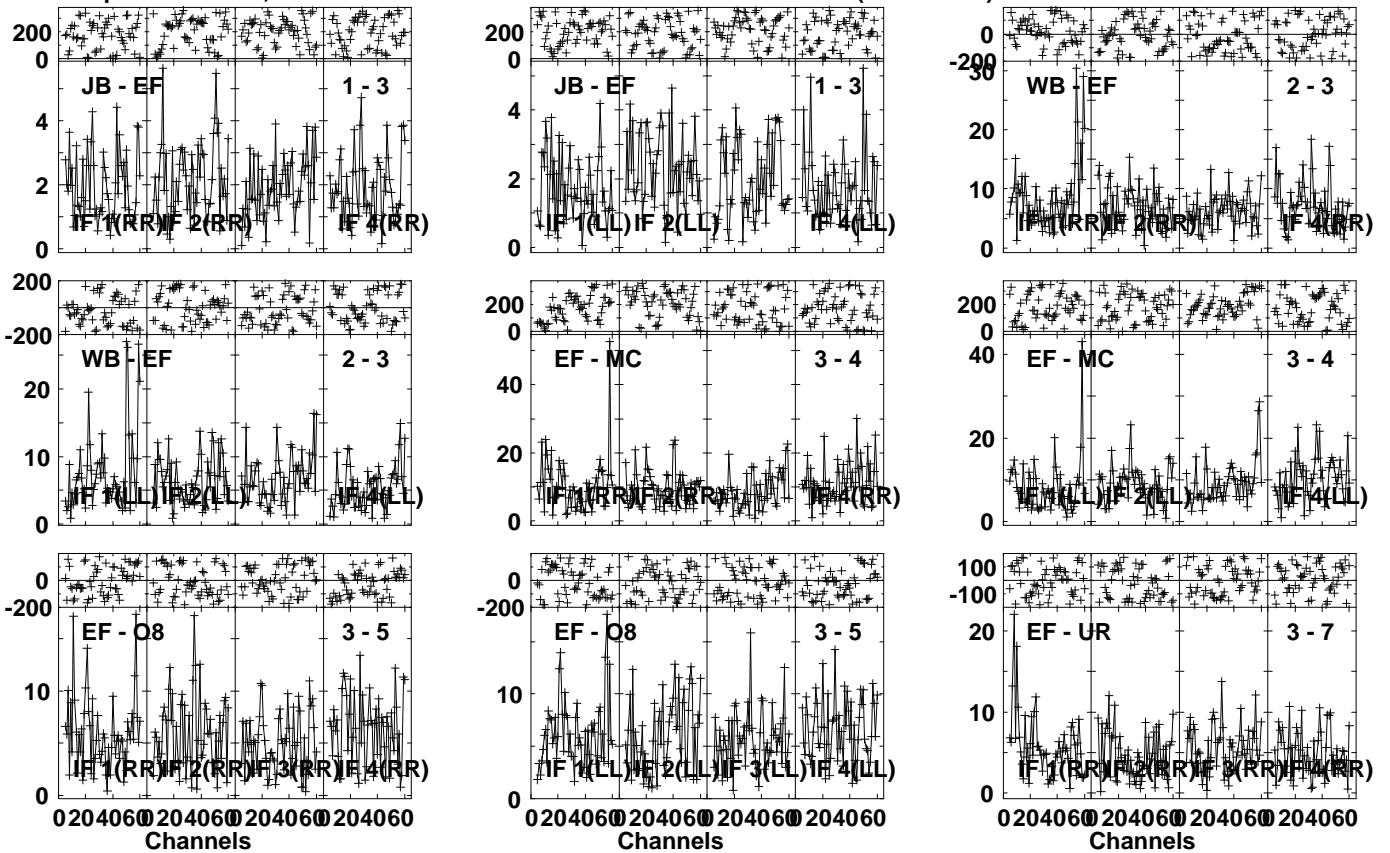 200
0
JB - EF 1 - 3
4
2
0
IF 1(RR) IF 2(RR) IF 4(RR)
200
0
JB - EF 1 - 3
4
2
0
IF 1(LL) IF 2(LL) IF 4(LL)
0
-200
30
WB - EF 2 - 3
20
10
0
IF 1(RR) IF 2(RR) IF 4(RR)
200
0
-200
WB - EF 2 - 3
20
10
0
IF 1(LL) IF 2(LL) IF 4(LL)
200
0
EF - MC 3 - 4
40
20
0
IF 1(RR) IF 2(RR) IF 4(RR)
200
0
40
EF - MC 3 - 4
20
0
IF 1(LL) IF 2(LL) IF 4(LL)
0
-200
EF - O8 3 - 5
10
0
IF 1(RR) IF 2(RR) IF 3(RR) IF 4(RR)
0 20 40 60 0 20 40 60 0 20 40 60 0 20 40 60
Channels
0
-200
EF - O8 3 - 5
10
0
IF 1(LL) IF 2(LL) IF 3(LL) IF 4(LL)
0 20 40 60 0 20 40 60 0 20 40 60 0 20 40 60
Channels
100
-100
20
EF - UR 3 - 7
10
0
IF 1(RR) IF 2(RR) IF 3(RR) IF 4(RR)
0 20 40 60 0 20 40 60 0 20 40 60 0 20 40 60
Channels